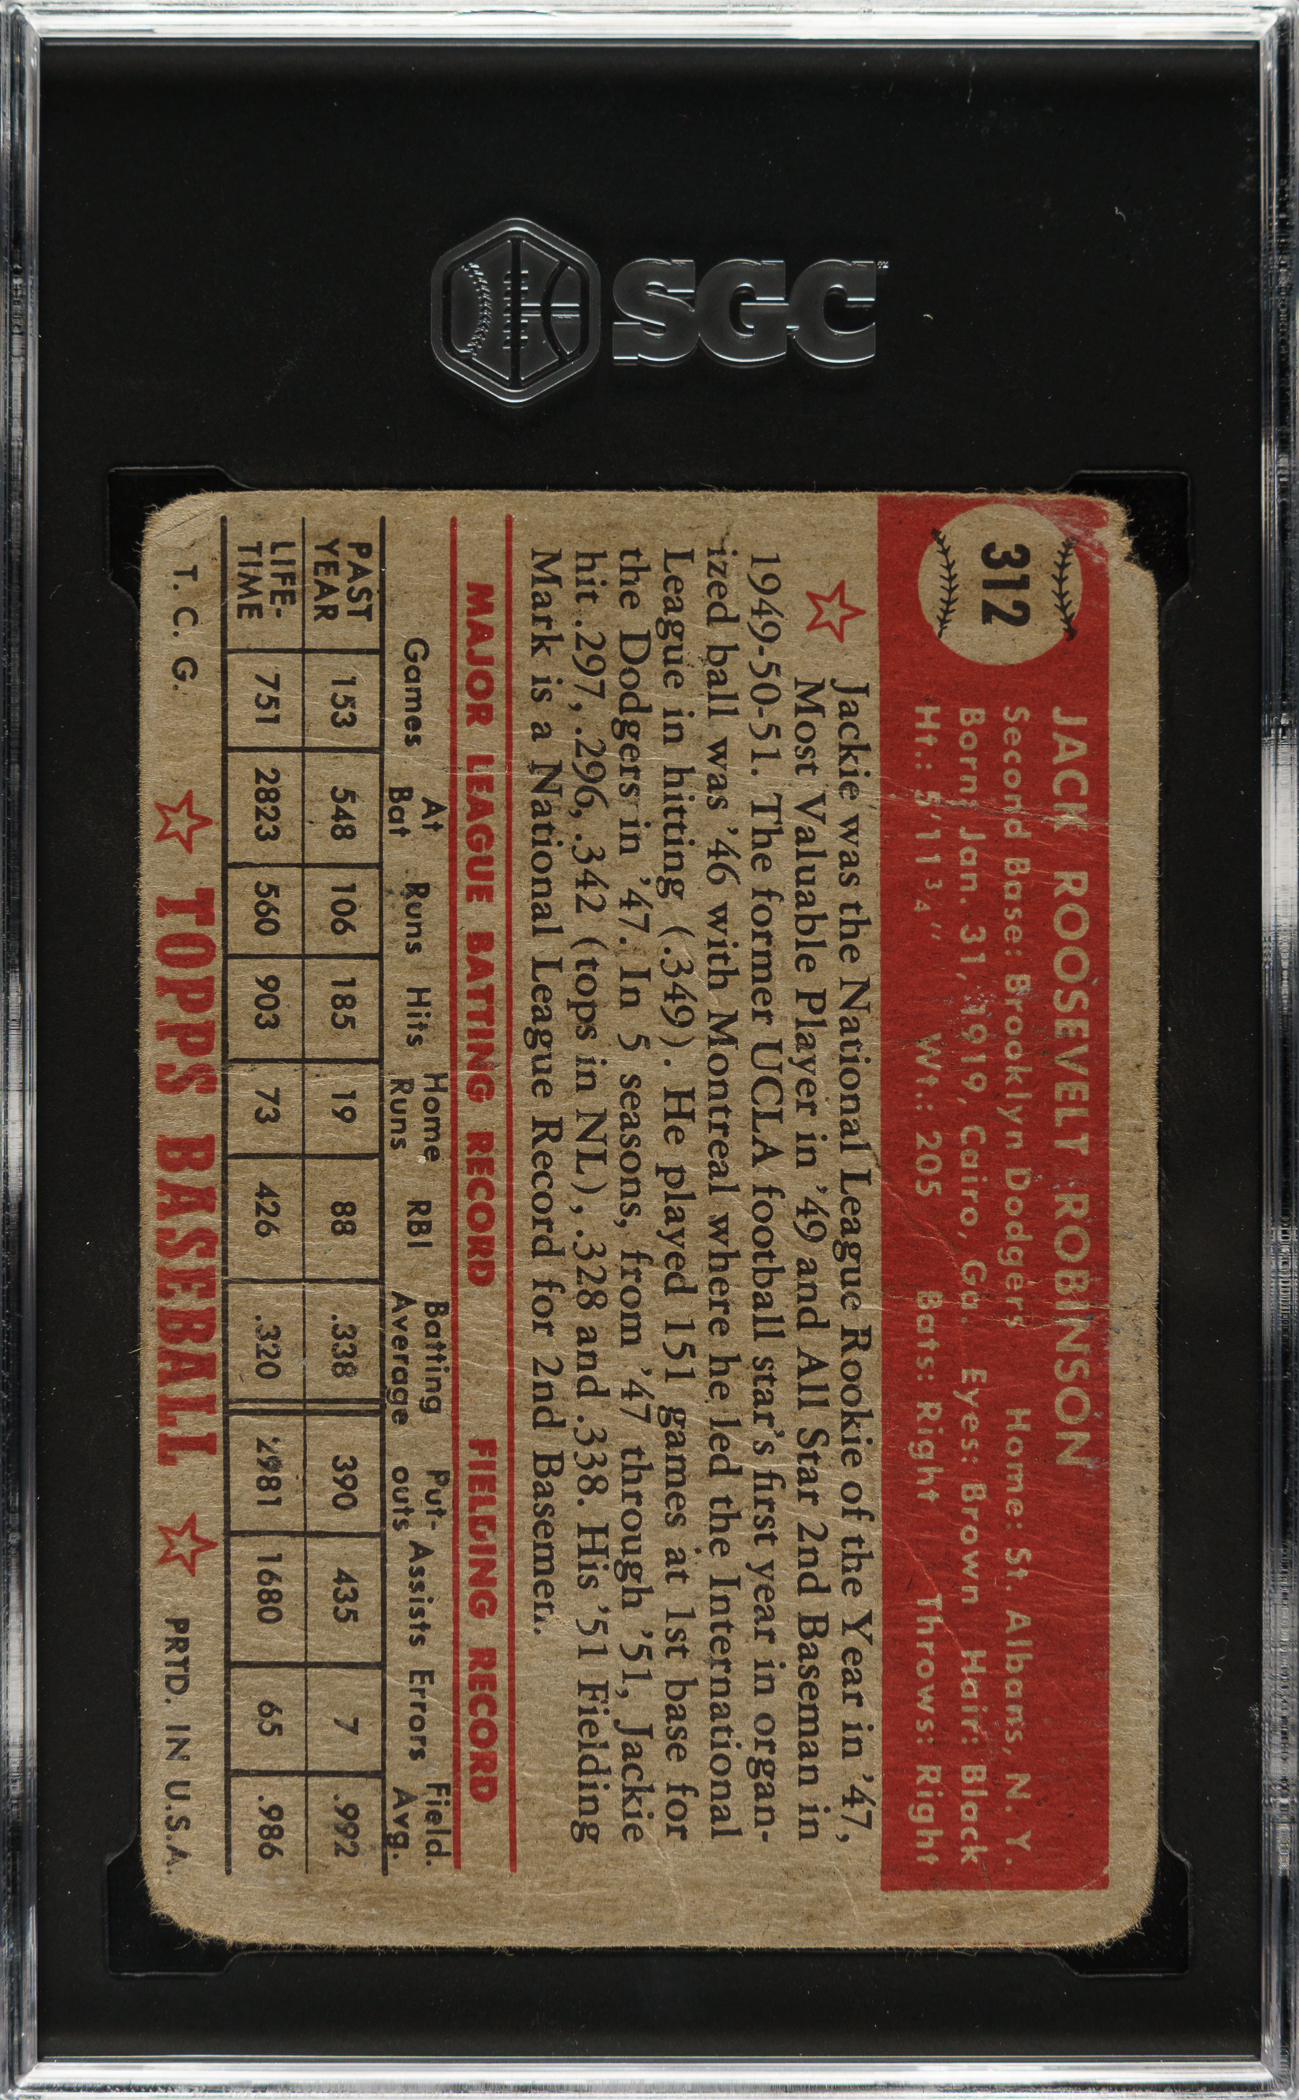 SGC
312
JACK ROOSEVELT ROBINSON
Second Base: Brooklyn Dodgers Home: St. Albans, N. Y.
Born: Jan. 31, 1919, Cairo, Ga. Eyes: Brown Hair: Black
Ht.: 5'11¾" Wt.: 205 Bats: Right Throws: Right
Jackie was the National League Rookie of the Year in '47,
Most Valuable Player in '49 and All Star 2nd Baseman in
1949-50-51. The former UCLA football star's first year in organ-
ized ball was '46 with Montreal where he led the International
League in hitting (.349). He played 151 games at 1st base for
the Dodgers in '47. In 5 seasons, from '47 through '51, Jackie
hit .297, .296, .342 (tops in NL), .328 and .338. His '51 Fielding
Mark is a National League Record for 2nd Basemen.
MAJOR LEAGUE BATTING RECORD FIELDING RECORD
Games At Bat Runs Hits Home Runs RBI Batting Average Put-outs Assists Errors Field. Avg.
PAST YEAR 153 548 106 185 19 88 .338 390 435 7 .992
LIFE-TIME 751 2823 560 903 73 426 .320 2981 1680 65 .986
T. C. G. TOPPS BASEBALL PRTD. IN U.S.A.